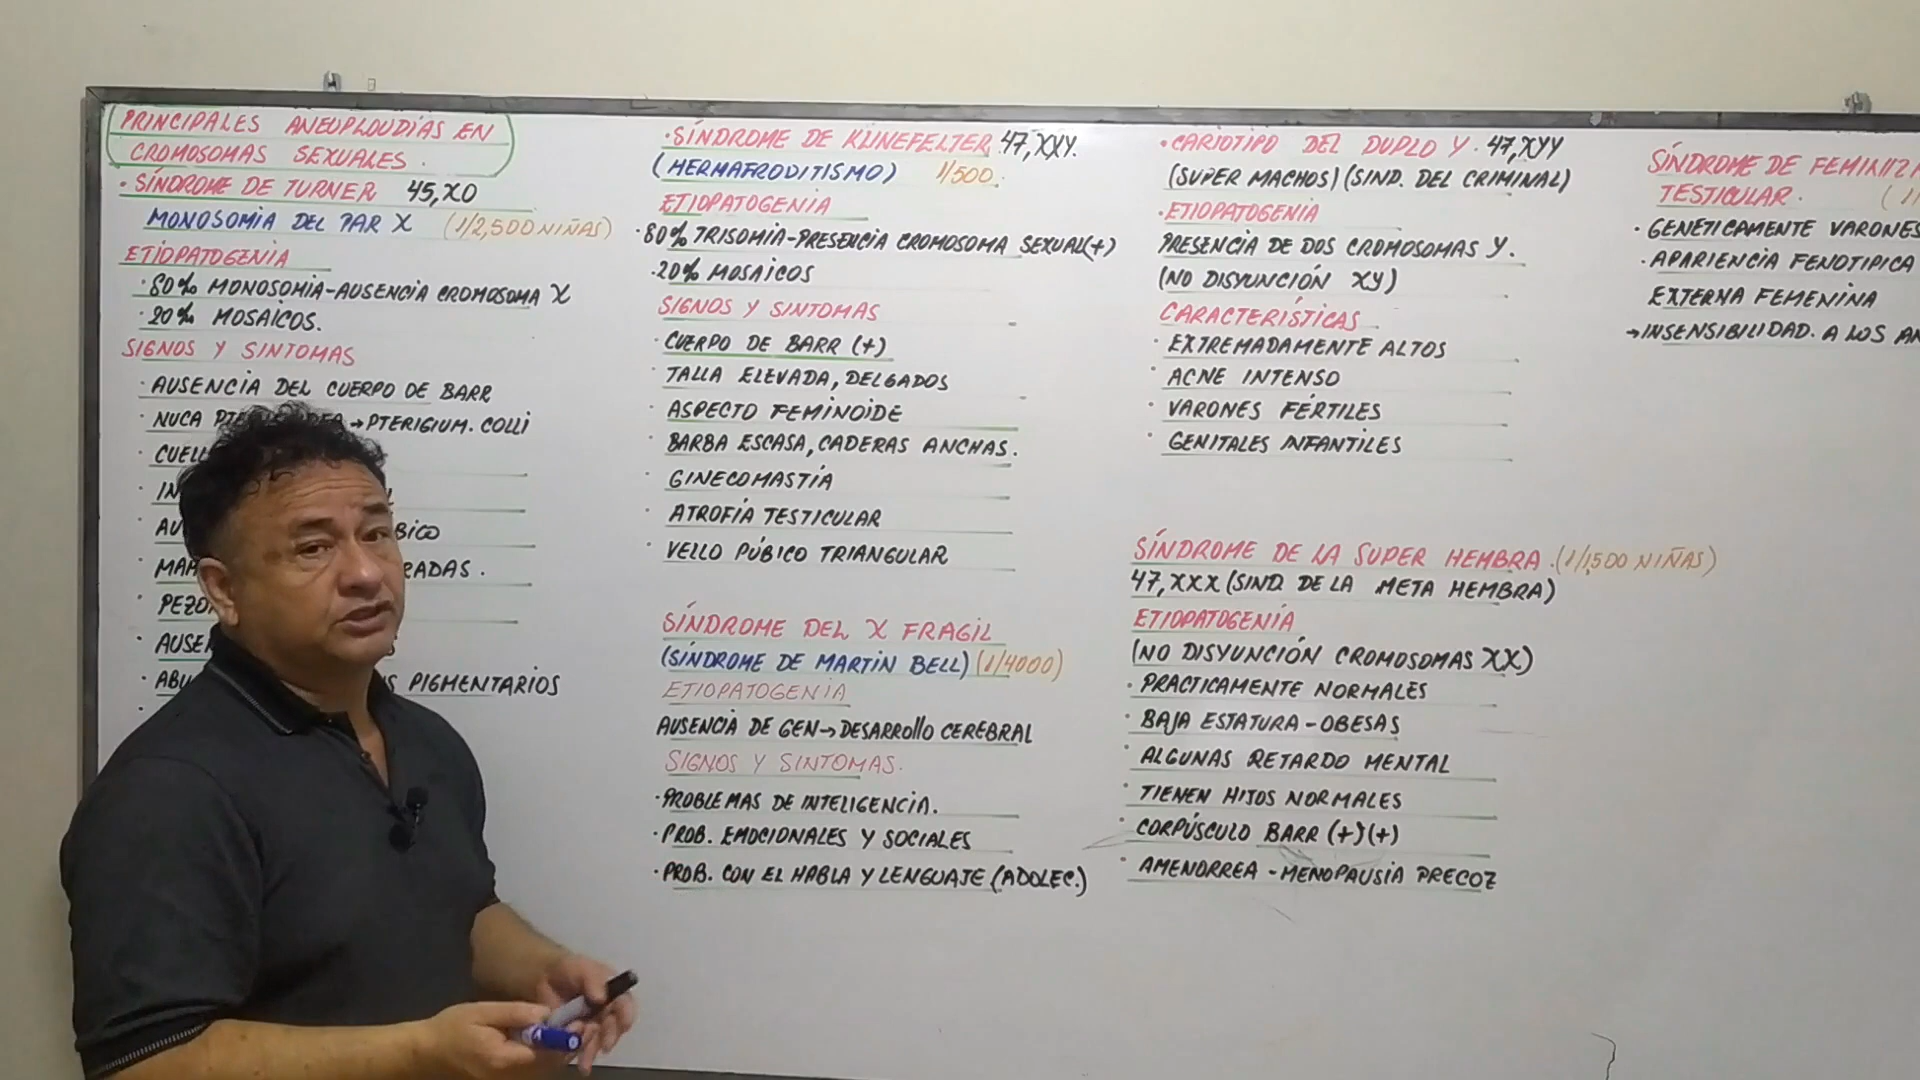 PRINCIPALES ANEUPLOUDÍAS EN
CROMOSOMAS SEXUALES.
· SÍNDROME DE TURNER 45,XO
MONOSOMÍA DEL PAR X (1/2,500 NIÑAS)
ETIOPATOGENIA
· 80% MONOSOMIA-AUSENCIA CROMOSOMA X
· 20% MOSAICOS.
SIGNOS Y SINTOMAS
· AUSENCIA DEL CUERPO DE BARR
· NUCA → PTERIGIUM. COLLI
· PIGMENTARIOS
· SÍNDROME DE KLINEFELTER 47,XXY.
(HERMAFRODITISMO) 1/500.
ETIOPATOGENIA
· 80% TRISOMIA-PRESENCIA CROMOSOMA SEXUAL(+)
· 20% MOSAICOS
SIGNOS Y SINTOMAS
· CUERPO DE BARR (+)
· TALLA ELEVADA, DELGADOS
· ASPECTO FEMINOIDE
· BARBA ESCASA, CADERAS ANCHAS.
· GINECOMASTÍA
· ATROFÍA TESTICULAR
· VELLO PÚBICO TRIANGULAR
SÍNDROME DEL X FRAGIL
(SÍNDROME DE MARTIN BELL) (1/4000)
ETIOPATOGENIA
AUSENCIA DE GEN → DESARROllO CEREBRAL
SIGNOS Y SINTOMAS.
· PROBLEMAS DE INTELIGENCIA.
· PROB. EMOCIONALES Y SOCIALES
· PROB. CON EL HABLA Y LENGUAJE (ADOLEC.)
· CARIOTIPO DEL DUPLO Y. 47,XYY
(SUPER MACHOS) (SIND. DEL CRIMINAL)
· ETIOPATOGENIA
PRESENCIA DE DOS CROMOSOMAS Y.
(NO DISYUNCIÓN XY)
CARACTERÍSTICAS
· EXTREMADAMENTE ALTOS
· ACNE INTENSO
· VARONES FÉRTILES
· GENITALES INFANTILES
SÍNDROME DE LA SUPER HEMBRA. (1/1,500 NIÑAS)
47,XXX (SIND. DE LA META HEMBRA)
ETIOPATOGENÍA
(NO DISYUNCIÓN CROMOSOMAS XX)
· PRACTICAMENTE NORMALES
· BAJA ESTATURA - OBESAS
· ALGUNAS RETARDO MENTAL
· TIENEN HIJOS NORMALES
· CORPÚSCULO BARR (+)(+)
· AMENORREA - MENOPAUSIA PRECOZ
SÍNDROME DE
TESTICULAR.
· GENÉTICAMENTE VARONES
· APARIENCIA FENOTIPICA
EXTERNA FEMENINA
→ INSENSIBILIDAD. A LOS